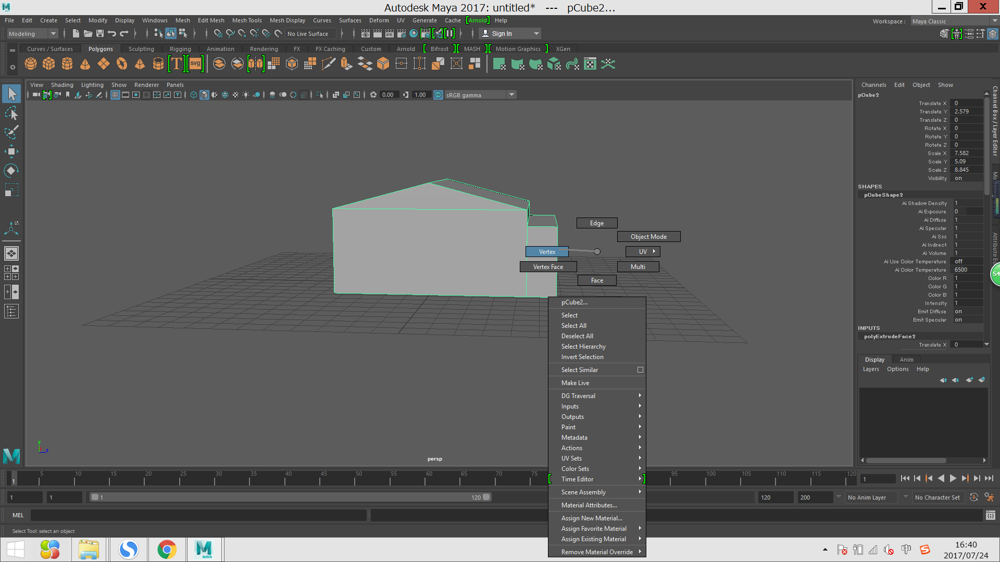 Autodesk Maya 2017: untitled*   ---   pCube2...
File Edit Create Select Modify Display Windows Mesh Edit Mesh Mesh Tools Mesh Display Curves Surfaces Deform UV Generate Cache Arnold Help
Workspace : Maya Classic
Modeling No Live Surface IPR Sign In
Curves / Surfaces Polygons Sculpting Rigging Animation Rendering FX FX Caching Custom Arnold Bifrost MASH Motion Graphics XGen
T SVG
View Shading Lighting Show Renderer Panels
0.00 1.00 ON sRGB gamma
Channels Edit Object Show
pCube2
Translate X 0
Translate Y 2.579
Translate Z 0
Rotate X 0
Rotate Y 0
Rotate Z 0
Scale X 7.582
Scale Y 5.09
Scale Z 8.845
Visibility on
SHAPES
pCubeShape2
Ai Shadow Density 1
Ai Exposure 0
Ai Diffuse 1
Ai Specular 1
Ai Sss 1
Ai Indirect 1
Ai Volume 1
Ai Use Color Temperature off
Ai Color Temperature 6500
Color R 1
Color G 1
Color B 1
Intensity 1
Emit Diffuse on
Emit Specular on
INPUTS
polyExtrudeFace2
Translate X 0
Channel Box / Layer Editor
54
Display Anim
Layers Options Help
Edge
Object Mode
Vertex
UV
Vertex Face
Multi
Face
pCube2...
Select
Select All
Deselect All
Select Hierarchy
Invert Selection
Select Similar
Make Live
DG Traversal
Inputs
Outputs
Paint
Metadata
Actions
UV Sets
Color Sets
Time Editor
Scene Assembly
Material Attributes...
Assign New Material...
Assign Favorite Material
Assign Existing Material
Remove Material Override
y
z
persp
1 5 10 15 20 25 30 35 40 45 50 55 60 65 70 75 95 100 105 110 115 120
1
1 1 1 120 120 200 No Anim Layer No Character Set
MEL
Select Tool: select an object
MAYA
中
16:40
2017/07/24